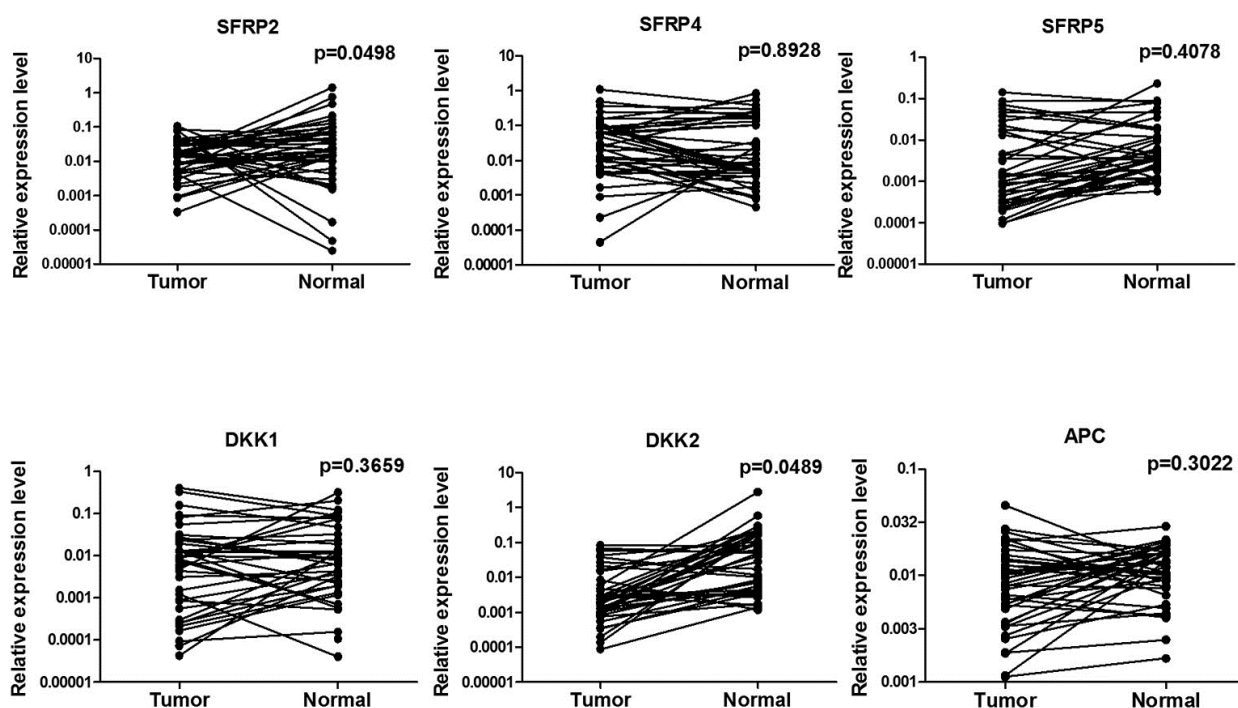 SFRP2
p=0.0498
Relative expression level
10
1
0.1
0.01
0.001
0.0001
0.00001
Tumor Normal
SFRP4
p=0.8928
Relative expression level
10
1
0.1
0.01
0.001
0.0001
0.00001
Tumor Normal
SFRP5
p=0.4078
Relative expression level
1
0.1
0.01
0.001
0.0001
0.00001
Tumor Normal
DKK1
p=0.3659
Relative expression level
1
0.1
0.01
0.001
0.0001
0.00001
Tumor Normal
DKK2
p=0.0489
Relative expression level
10
1
0.1
0.01
0.001
0.0001
0.00001
Tumor Normal
APC
p=0.3022
Relative expression level
0.1
0.032
0.01
0.003
0.001
Tumor Normal